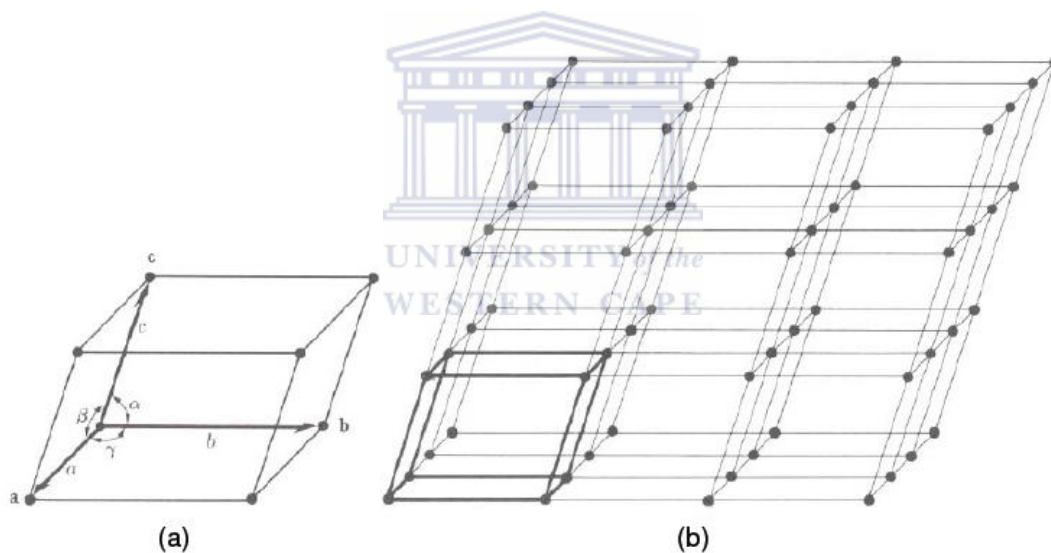 UNIVERSITY of the
WESTERN CAPE
c
c
β
α
b
b
γ
a
a
(a)
(b)